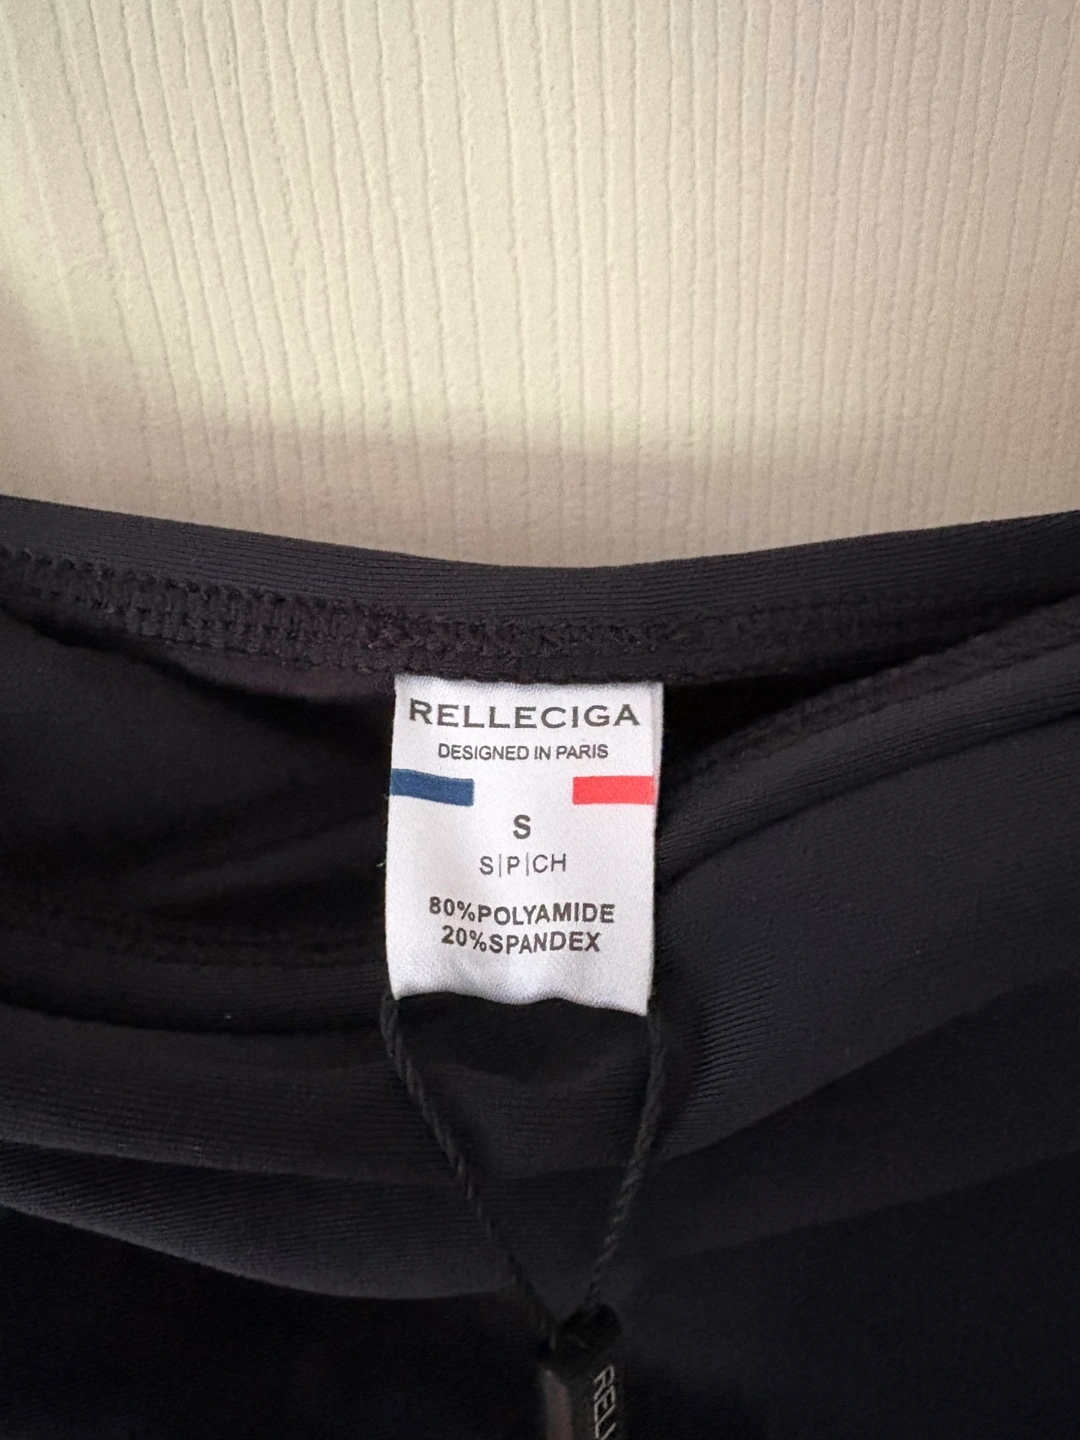 RELLECIGA
DESIGNED IN PARIS
S
S|P|CH
80%POLYAMIDE
20%SPANDEX